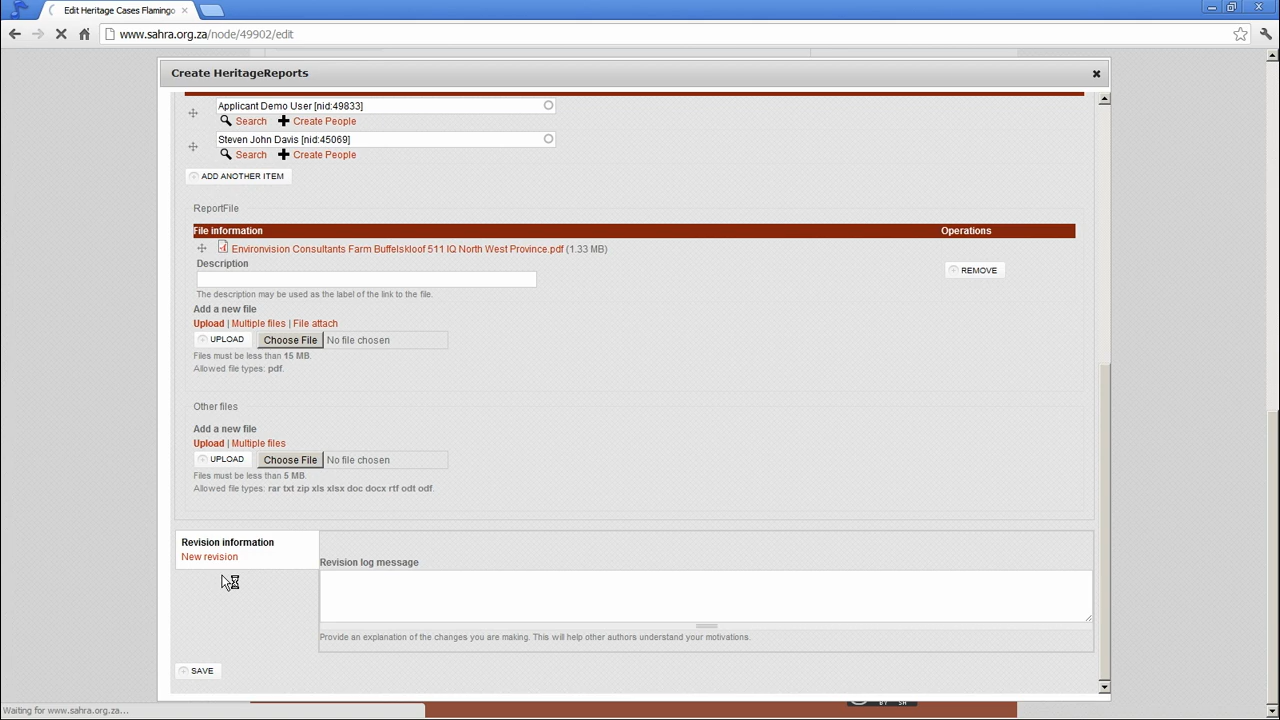 Edit Heritage Cases Flamingo
www.sahra.org.za/node/49902/edit
Create HeritageReports
Applicant Demo User [nid:49833]
Search Create People
Steven John Davis [nid:45069]
Search Create People
ADD ANOTHER ITEM
ReportFile
File information Operations
Environvision Consultants Farm Buffelskloof 511 IQ North West Province.pdf (1.33 MB)
Description
REMOVE
The description may be used as the label of the link to the file.
Add a new file
Upload | Multiple files | File attach
UPLOAD Choose File No file chosen
Files must be less than 15 MB.
Allowed file types: pdf.
Other files
Add a new file
Upload | Multiple files
UPLOAD Choose File No file chosen
Files must be less than 5 MB.
Allowed file types: rar txt zip xls xlsx doc docx rtf odt odf.
Revision information
New revision
Revision log message
Provide an explanation of the changes you are making. This will help other authors understand your motivations.
SAVE
Waiting for www.sahra.org.za...
BY SA